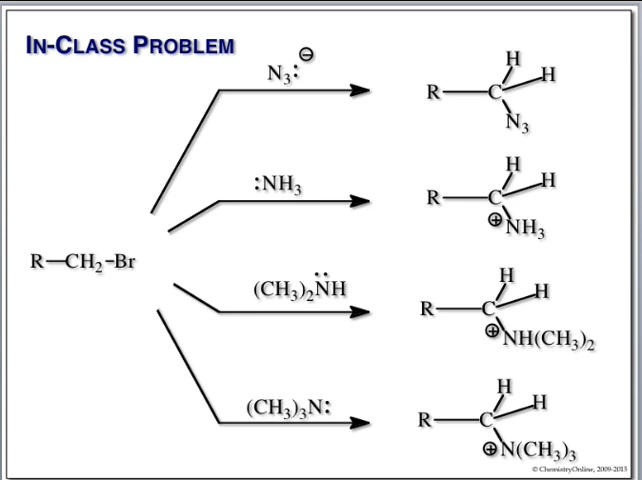 IN-CLASS PROBLEM
N₃:⊖
H
H
R—C
N₃
:NH₃
H
H
R—C
⊕NH₃
R—CH₂-Br
(CH₃)₂N̈H
H
H
R—C
⊕NH(CH₃)₂
(CH₃)₃N:
H
H
R—C
⊕N(CH₃)₃
© ChemistryOnline, 2009-2015